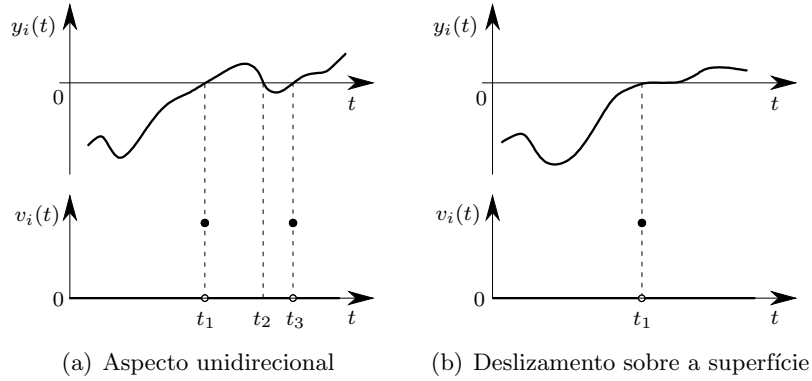 y_i(t)
0
t
v_i(t)
0
t_1
t_2
t_3
t
(a) Aspecto unidirecional
y_i(t)
0
t
v_i(t)
0
t_1
t
(b) Deslizamento sobre a superfície